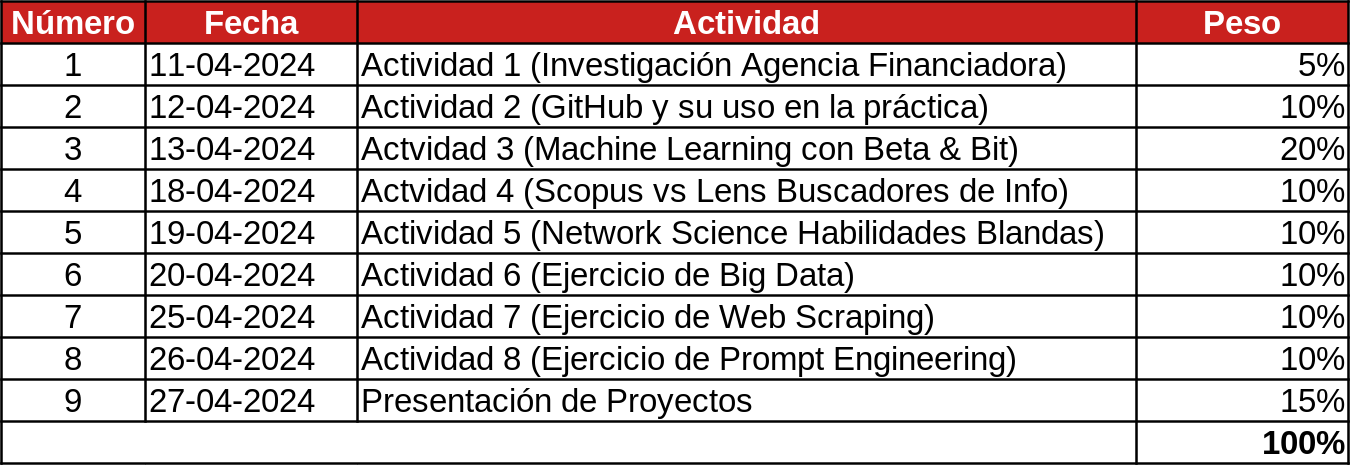 Número Fecha Actividad Peso
1 11-04-2024 Actividad 1 (Investigación Agencia Financiadora) 5%
2 12-04-2024 Actividad 2 (GitHub y su uso en la práctica) 10%
3 13-04-2024 Actvidad 3 (Machine Learning con Beta & Bit) 20%
4 18-04-2024 Actvidad 4 (Scopus vs Lens Buscadores de Info) 10%
5 19-04-2024 Actividad 5 (Network Science Habilidades Blandas) 10%
6 20-04-2024 Actividad 6 (Ejercicio de Big Data) 10%
7 25-04-2024 Actividad 7 (Ejercicio de Web Scraping) 10%
8 26-04-2024 Actividad 8 (Ejercicio de Prompt Engineering) 10%
9 27-04-2024 Presentación de Proyectos 15%
100%